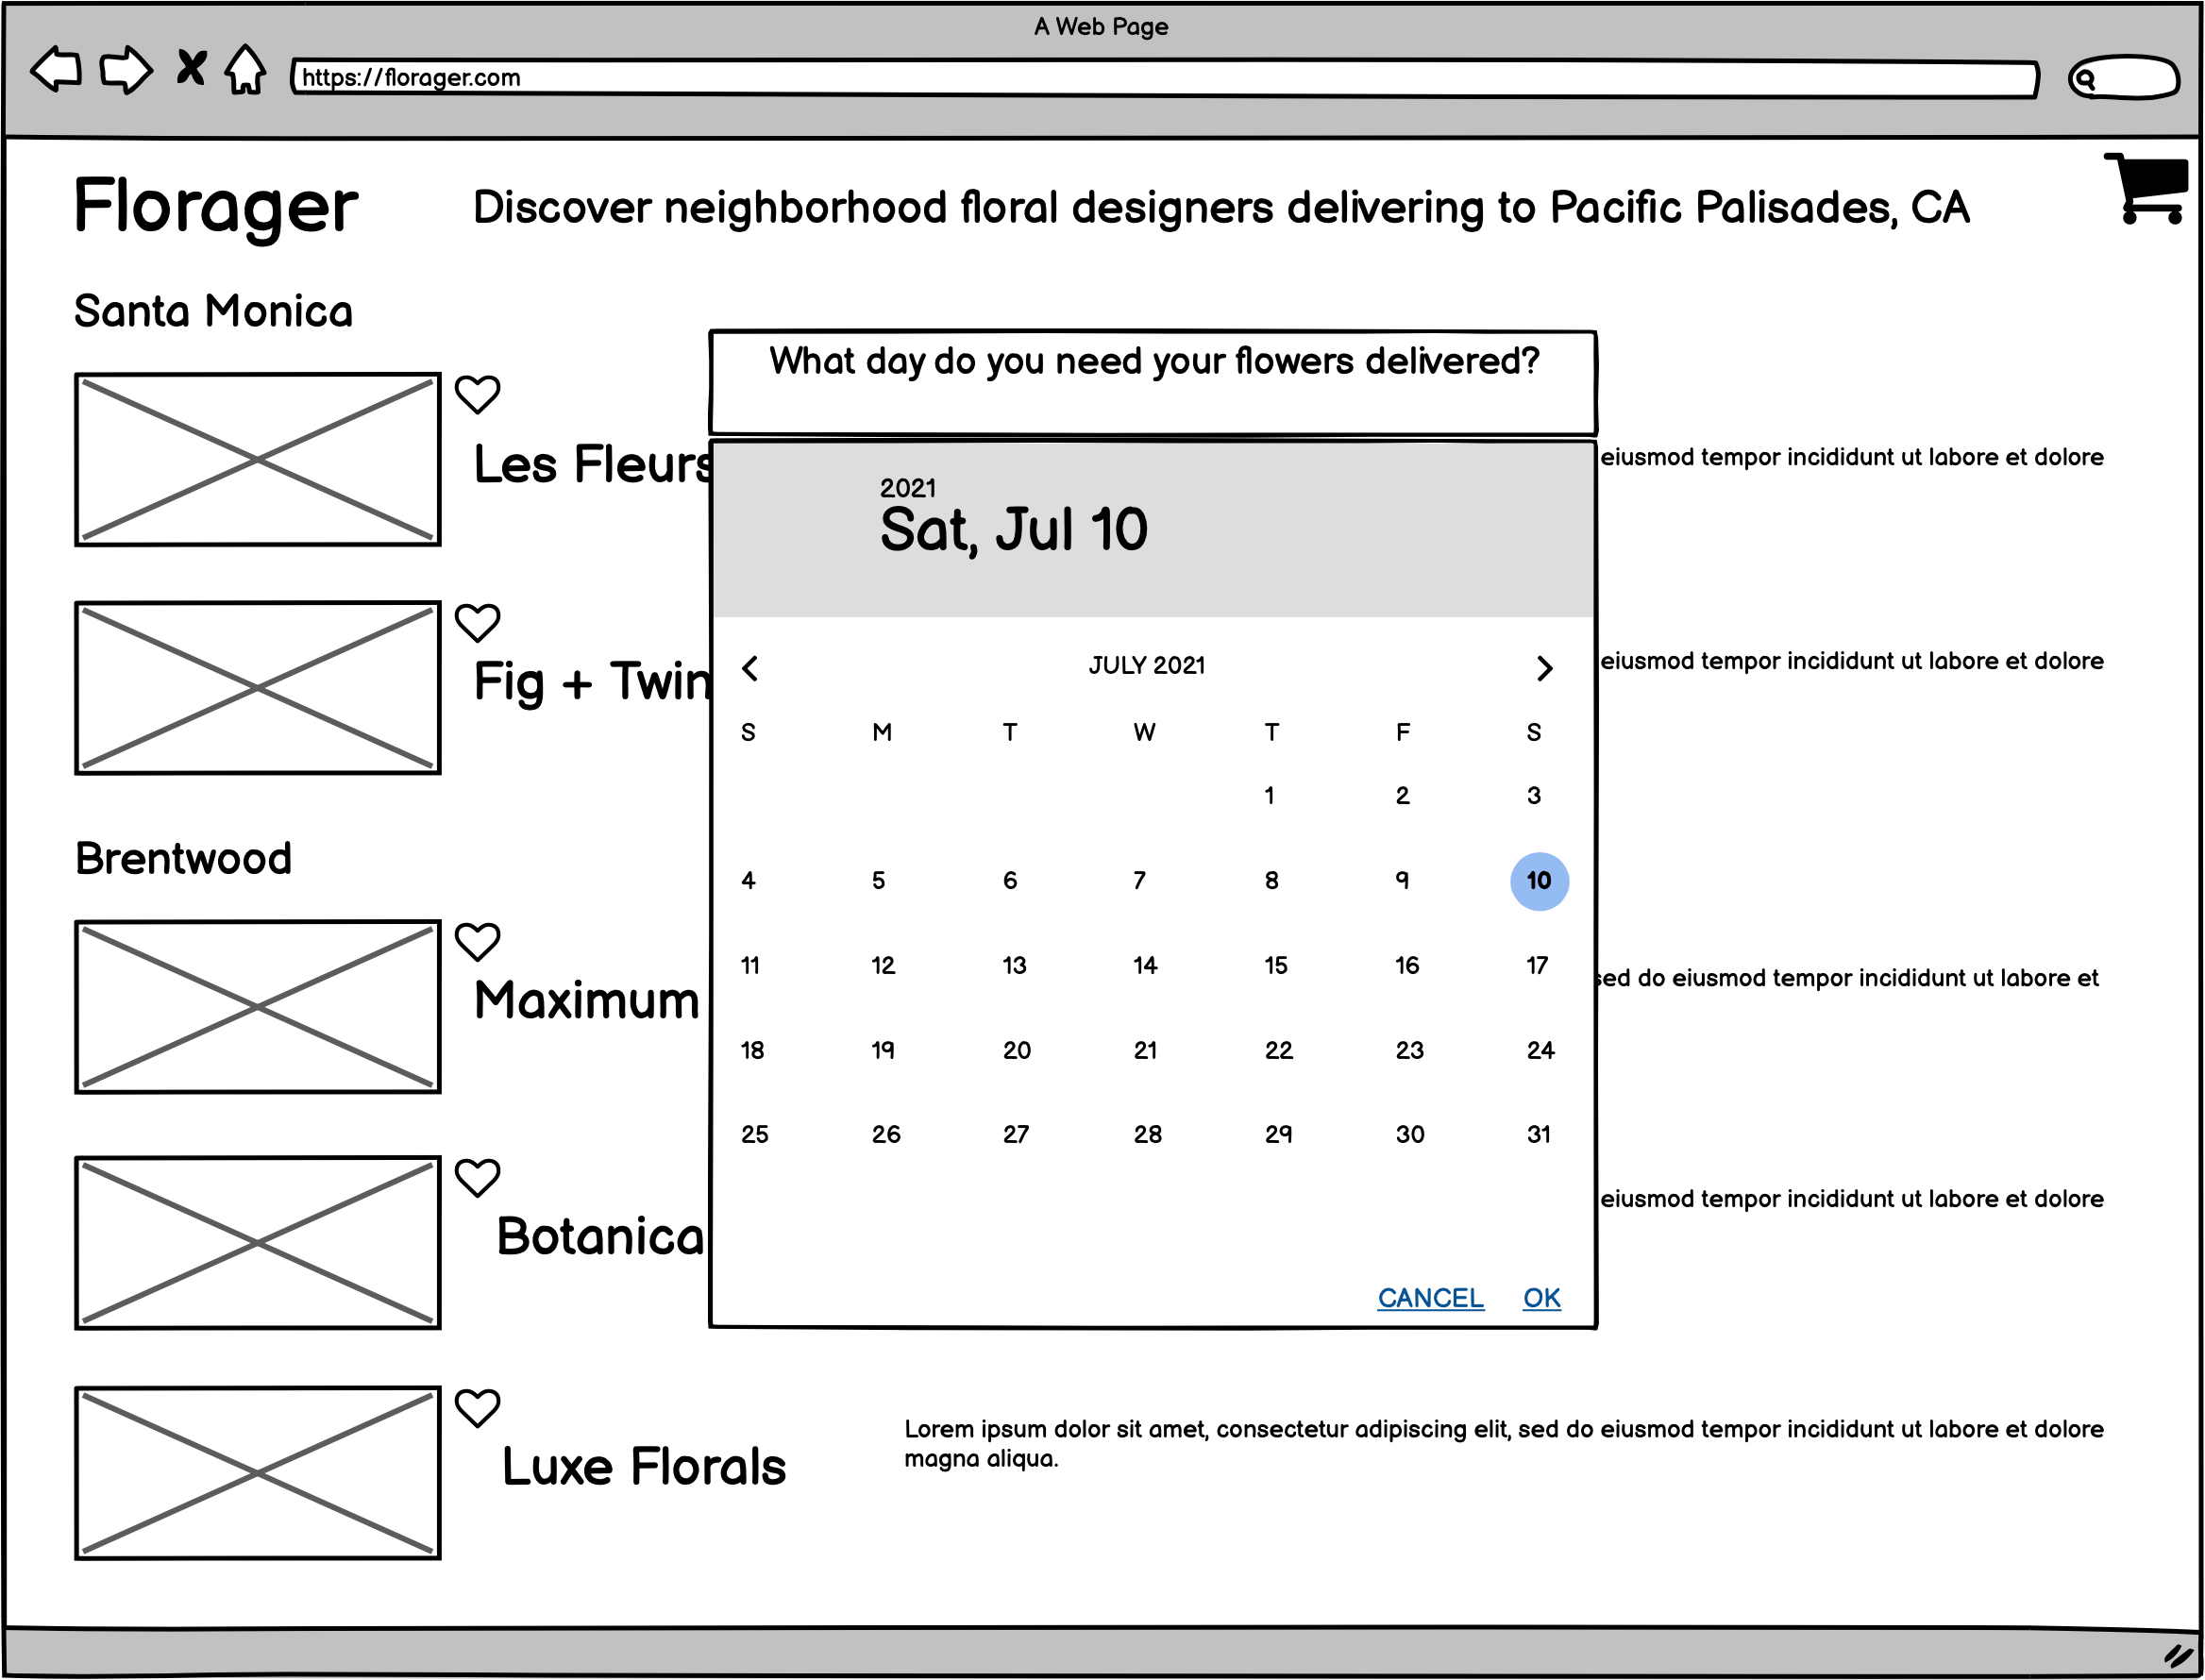 A Web Page
https://florager.com
Florager
Discover neighborhood floral designers delivering to Pacific Palisades, CA
Santa Monica
What day do you need your flowers delivered?
Les Fleurs
eiusmod tempor incididunt ut labore et dolore
2021
Sat, Jul 10
Fig + Twin
eiusmod tempor incididunt ut labore et dolore
JULY 2021
S M T W T F S
1 2 3
Brentwood
4 5 6 7 8 9 10
11 12 13 14 15 16 17
Maximum
sed do eiusmod tempor incididunt ut labore et
18 19 20 21 22 23 24
25 26 27 28 29 30 31
Botanica
eiusmod tempor incididunt ut labore et dolore
CANCEL OK
Luxe Florals
Lorem ipsum dolor sit amet, consectetur adipiscing elit, sed do eiusmod tempor incididunt ut labore et dolore
magna aliqua.